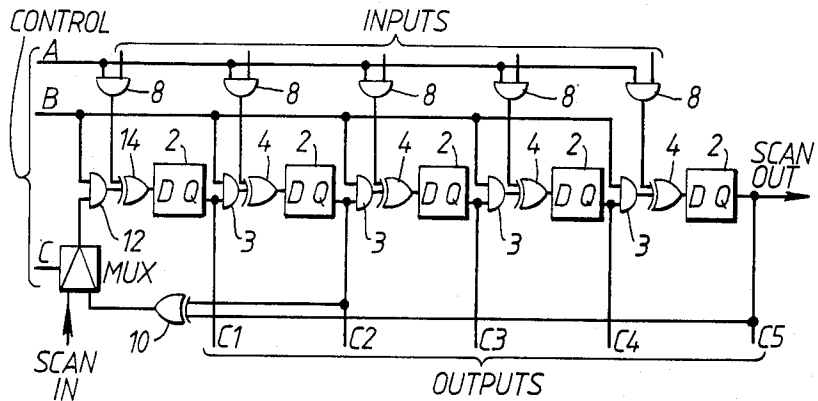 CONTROL
INPUTS
A
8 8 8 8 8
B
14 2 4 2 4 2 4 2 4 2
D Q D Q D Q D Q D Q
SCAN OUT
12 3 3 3 3
C
MUX
10
C1 C2 C3 C4 C5
SCAN IN
OUTPUTS